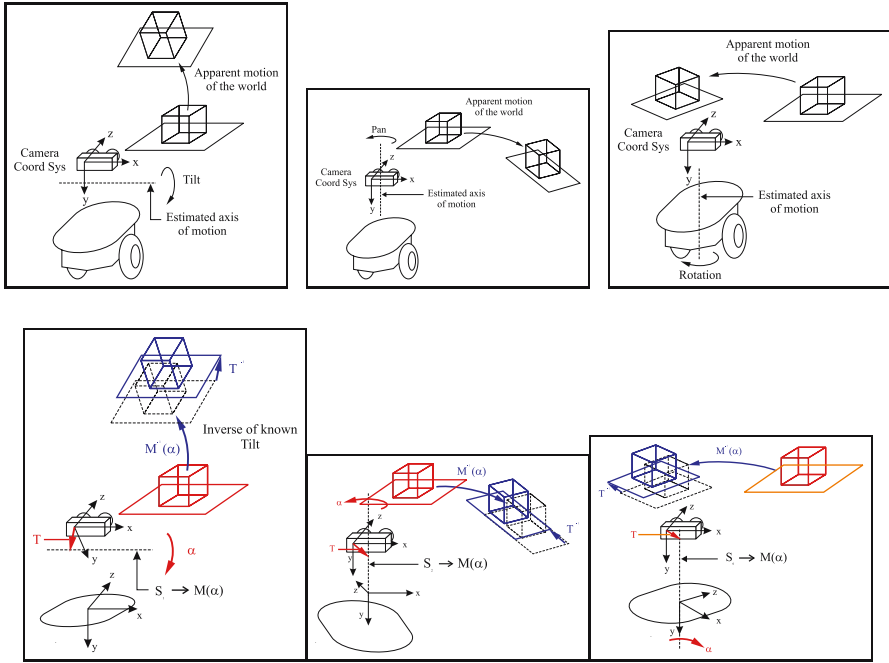 z
Apparent motion
of the world
Camera
Coord Sys
x
Tilt
y
Estimated axis
of motion
Apparent motion
of the world
Pan
z
Camera
Coord Sys
x
Estimated axis
of motion
y
Apparent motion
of the world
z
Camera
Coord Sys
x
y
Estimated axis
of motion
Rotation
T
Inverse of known
Tilt
M (α)
z
x
T
y
α
S → M(α)
z
x
y
M (α)
α
z
x
T
T
y
S → M(α)
z
x
y
M (α)
T
z
T
x
y
S → M(α)
z
x
y
α